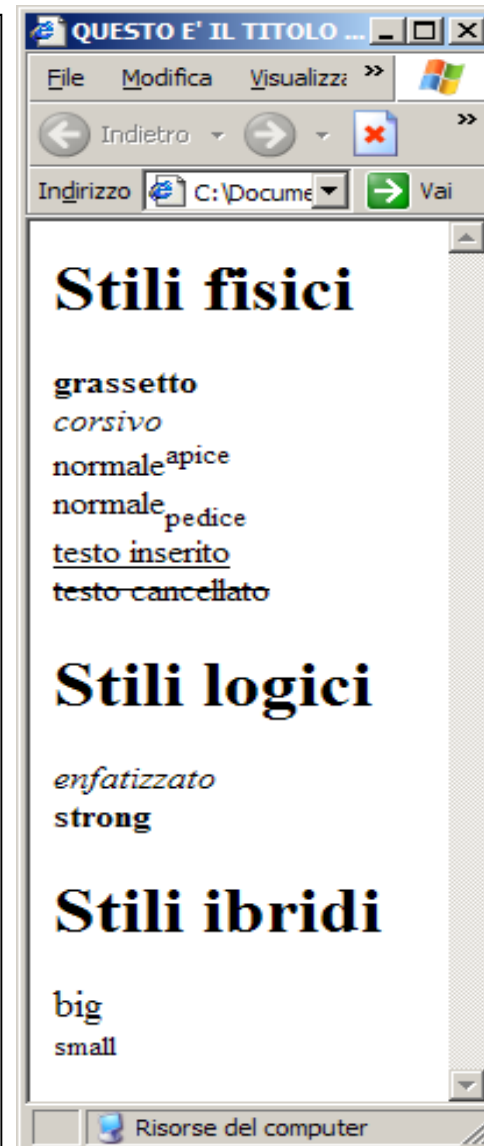 QUESTO E' IL TITOLO ...
File Modifica Visualizza »
Indietro »
Indirizzo C:\Docume Vai
Stili fisici
grassetto
corsivo
normaleapice
normalepedice
testo inserito
testo cancellato
Stili logici
enfatizzato
strong
Stili ibridi
big
small
Risorse del computer